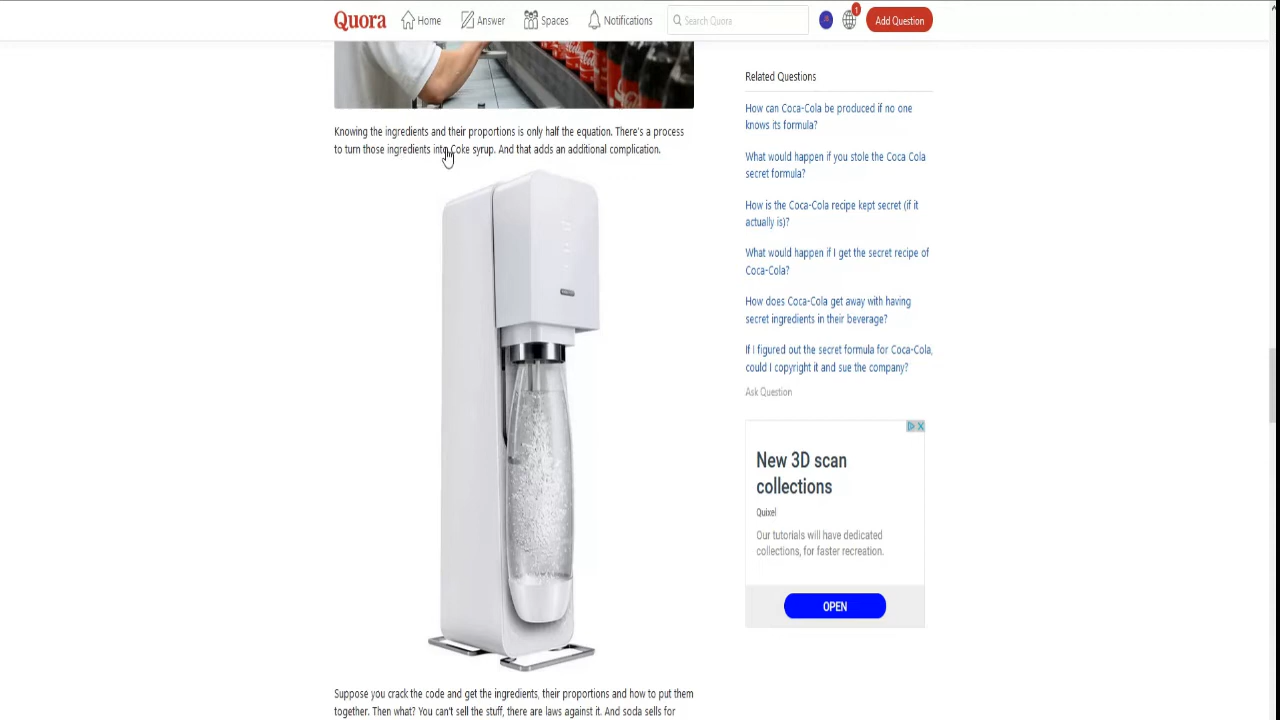 Quora Home Answer Spaces Notifications Search Quora 1 Add Question
Knowing the ingredients and their proportions is only half the equation. There's a process
to turn those ingredients into Coke syrup. And that adds an additional complication.
Suppose you crack the code and get the ingredients, their proportions and how to put them
together. Then what? You can't sell the stuff, there are laws against it. And soda sells for
Related Questions
How can Coca-Cola be produced if no one
knows its formula?
What would happen if you stole the Coca Cola
secret formula?
How is the Coca-Cola recipe kept secret (if it
actually is)?
What would happen if I get the secret recipe of
Coca-Cola?
How does Coca-Cola get away with having
secret ingredients in their beverage?
If I figured out the secret formula for Coca-Cola,
could I copyright it and sue the company?
Ask Question
New 3D scan
collections
Quixel
Our tutorials will have dedicated
collections, for faster recreation.
OPEN